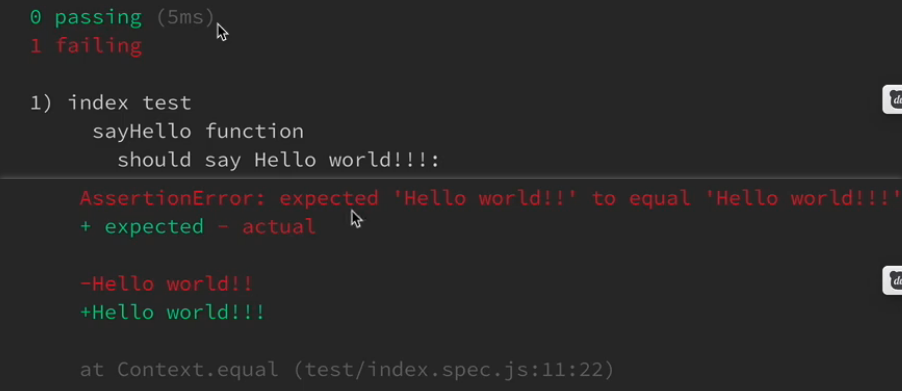 0 passing (5ms)
1 failing
1) index test
sayHello function
should say Hello world!!!:
AssertionError: expected 'Hello world!!' to equal 'Hello world!!!'
+ expected - actual
-Hello world!!
+Hello world!!!
at Context.equal (test/index.spec.js:11:22)